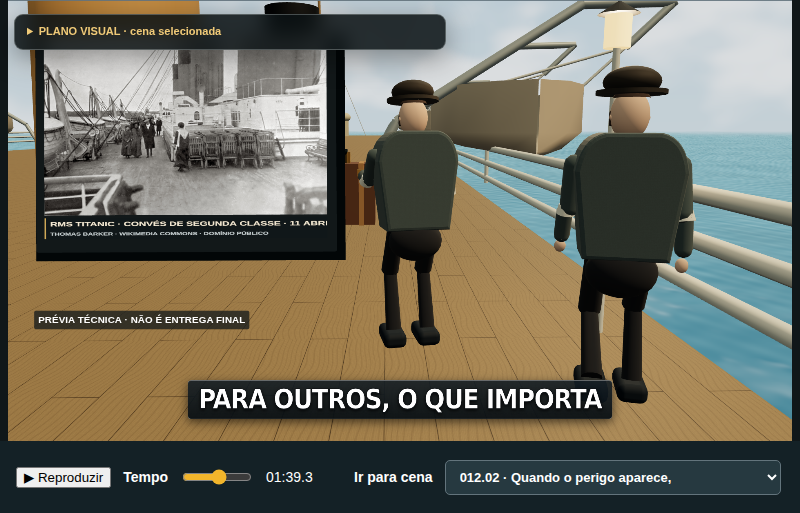 ▶ PLANO VISUAL · cena selecionada
RMS TITANIC · CONVÉS DE SEGUNDA CLASSE · 11 ABRI
THOMAS BARKER · WIKIMEDIA COMMONS · DOMÍNIO PÚBLICO
PRÉVIA TÉCNICA · NÃO É ENTREGA FINAL
PARA OUTROS, O QUE IMPORTA
▶ Reproduzir Tempo 01:39.3 Ir para cena 012.02 · Quando o perigo aparece,